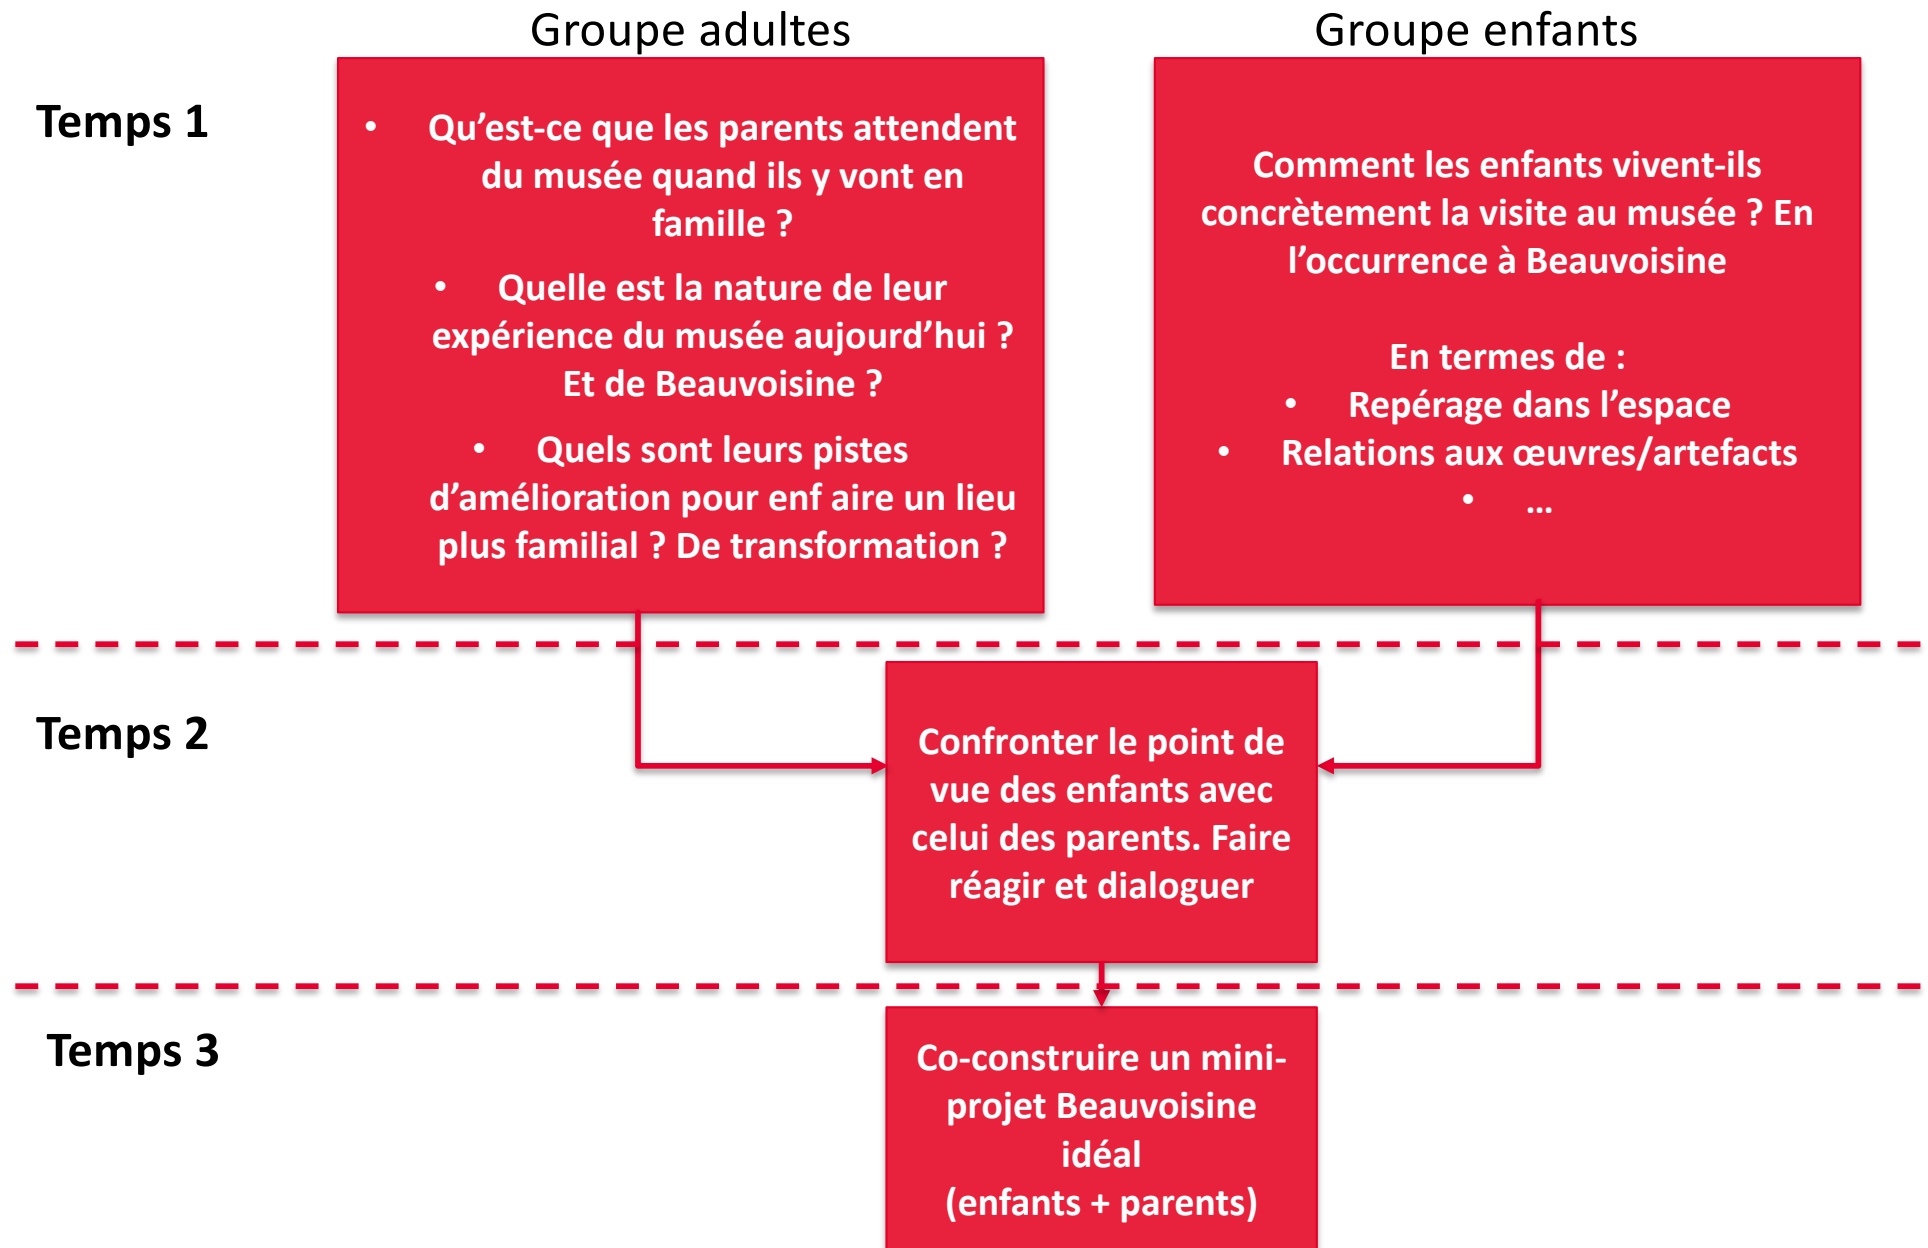 Groupe adultes
Groupe enfants
Temps 1
• Qu’est-ce que les parents attendent
du musée quand ils y vont en
famille ?
• Quelle est la nature de leur
expérience du musée aujourd’hui ?
Et de Beauvoisine ?
• Quels sont leurs pistes
d’amélioration pour enf aire un lieu
plus familial ? De transformation ?
Comment les enfants vivent-ils
concrètement la visite au musée ? En
l’occurrence à Beauvoisine
En termes de :
• Repérage dans l’espace
• Relations aux œuvres/artefacts
• …
Temps 2
Confronter le point de
vue des enfants avec
celui des parents. Faire
réagir et dialoguer
Temps 3
Co-construire un mini-
projet Beauvoisine
idéal
(enfants + parents)